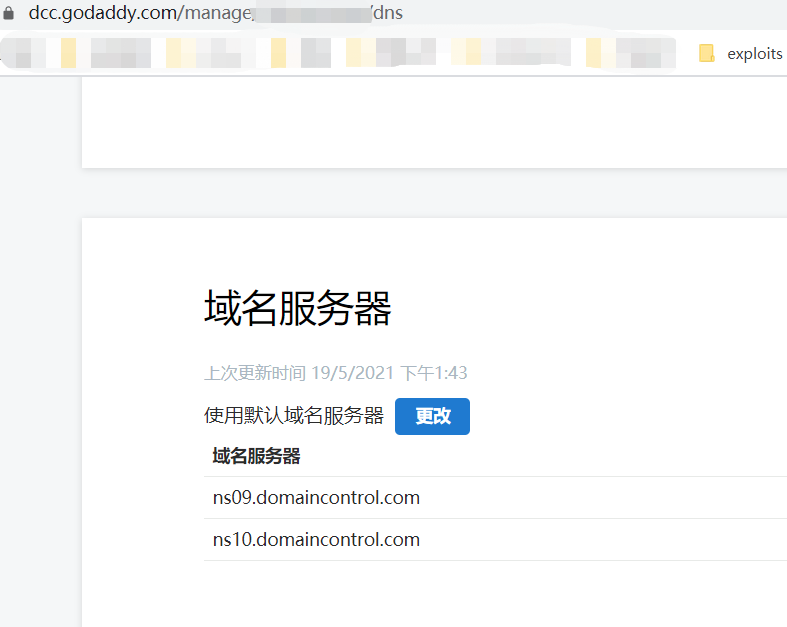 dcc.godaddy.com/manage/ /dns
exploits
域名服务器
上次更新时间 19/5/2021 下午1:43
使用默认域名服务器 更改
域名服务器
ns09.domaincontrol.com
ns10.domaincontrol.com